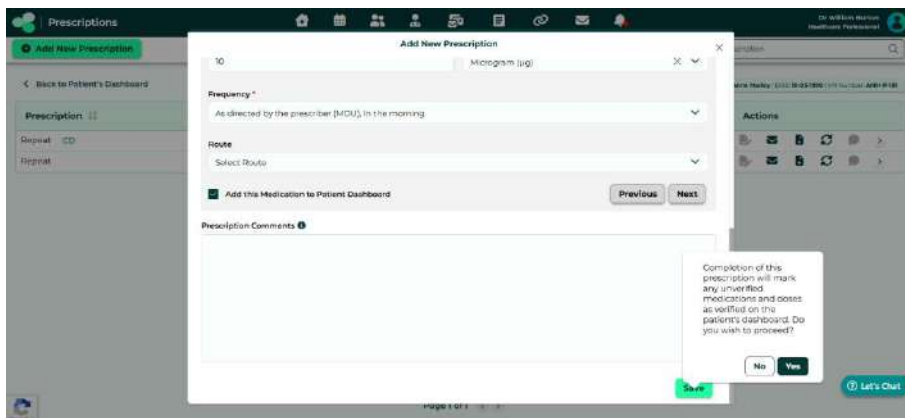 Prescriptions
Dr William Burton
Healthcare Professional
Add New Prescription
Add New Prescription
Back to Patient's Dashboard
10
Microgram (µg)
Frequency *
As directed by the prescriber (MDU), In the morning
Route
Select Route
Add this Medication to Patient Dashboard
Previous
Next
Prescription Comments
Prescription
Actions
Repeat CD
Repeat
Completion of this
prescription will mark
any unverified
medications and doses
as verified on the
patient's dashboard. Do
you wish to proceed?
No
Yes
Save
Let's Chat
Page 1 of 1